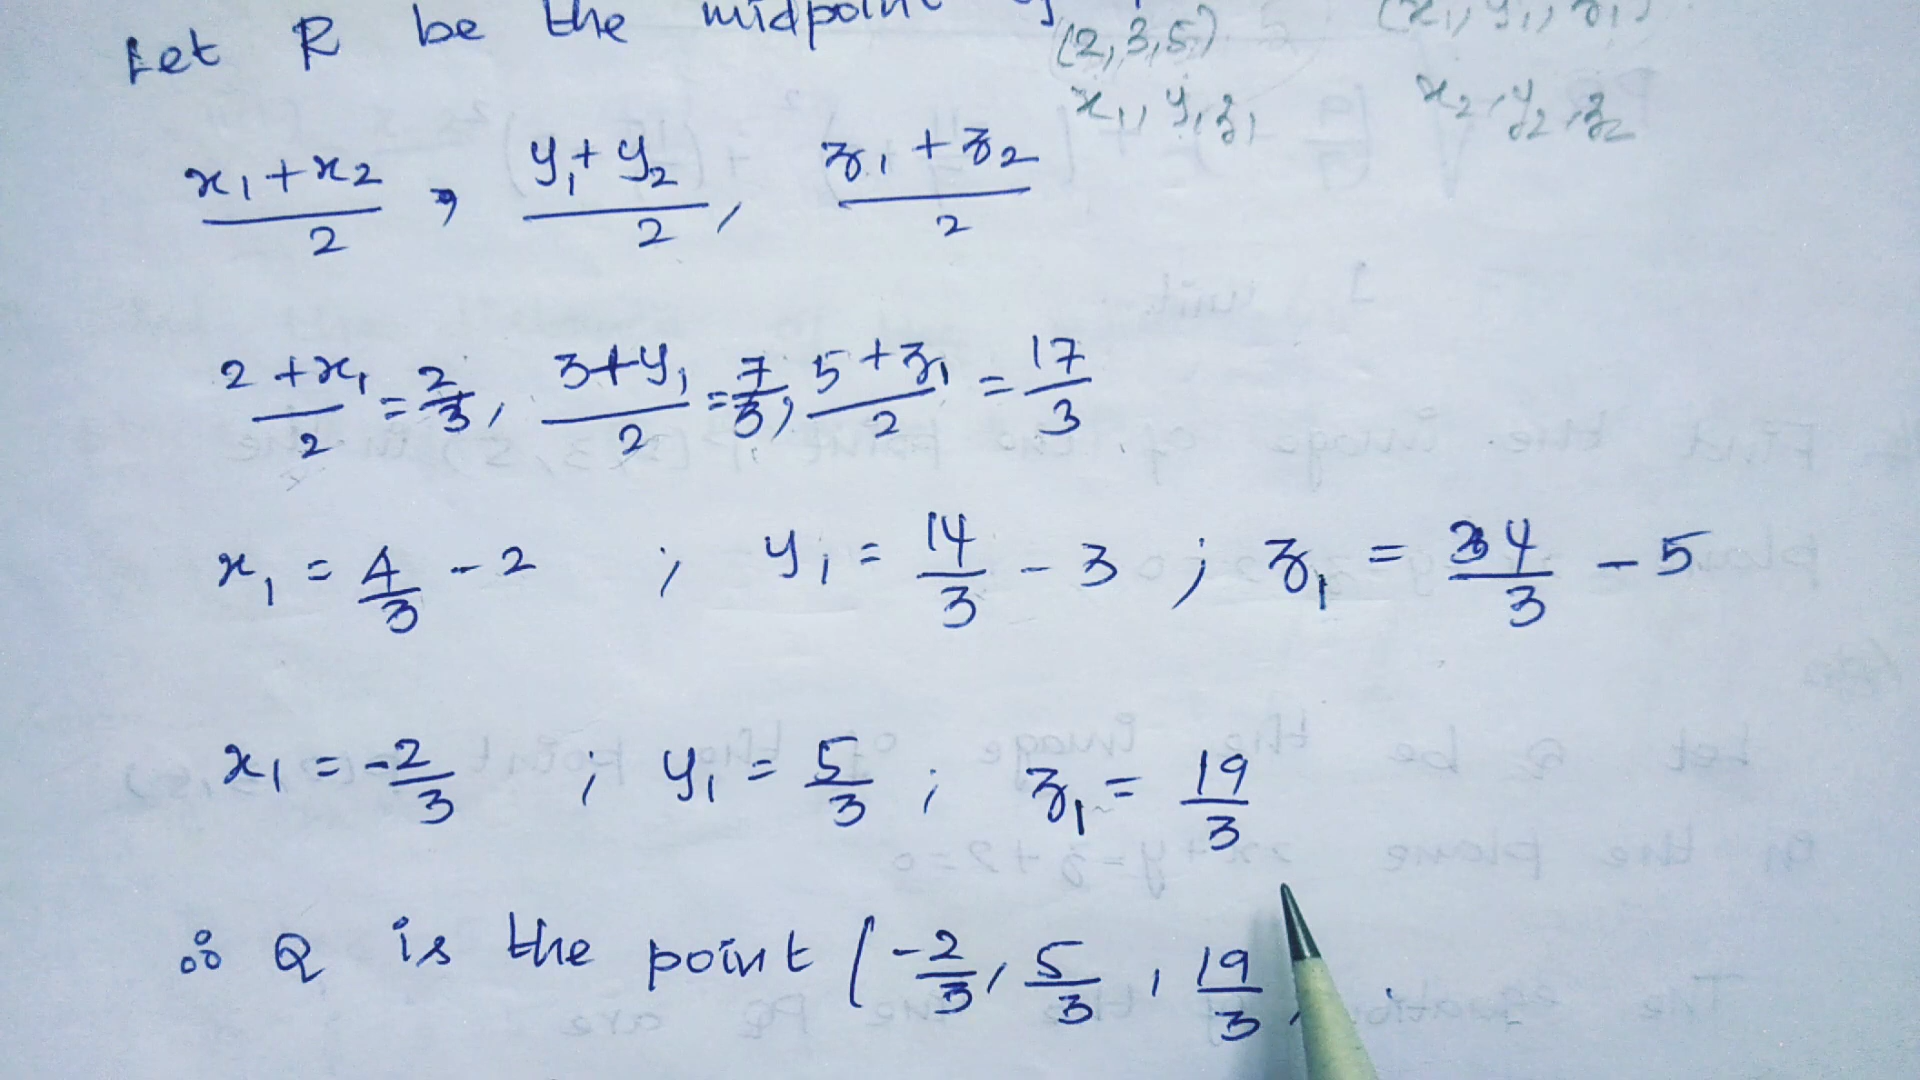 Let R be the midpoint of
(2,3,5) (x₁, y₁, z₁)
x₁, y₁, z₁ x₂, y₂, z₂
(x₁+x₂)/2 , (y₁+y₂)/2 , (z₁+z₂)/2
(2+x₁)/2 = 2/3, (3+y₁)/2 = 7/3, (5+z₁)/2 = 17/3
x₁ = 4/3 - 2 ; y₁ = 14/3 - 3 ; z₁ = 34/3 - 5
x₁ = -2/3 ; y₁ = 5/3 ; z₁ = 19/3
∴ Q is the point (-2/3, 5/3, 19/3